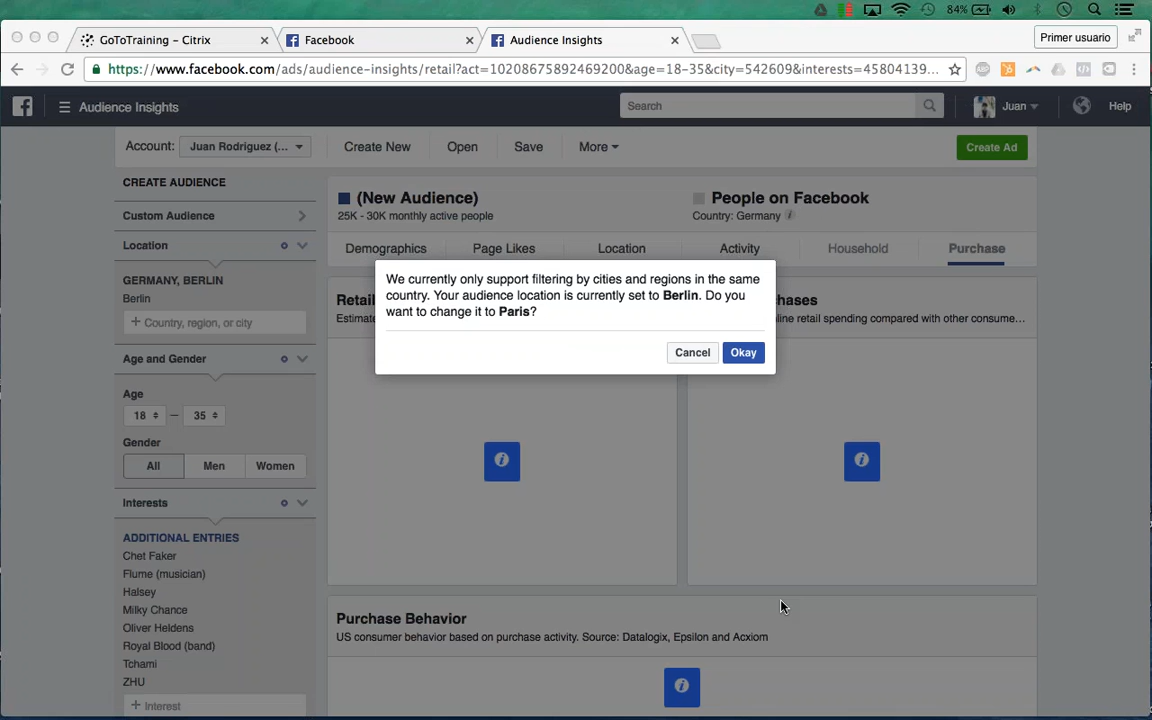 84%
GoToTraining – Citrix
Facebook
Audience Insights
Primer usuario
https://www.facebook.com/ads/audience-insights/retail?act=10208675892469200&age=18-35&city=542609&interests=45804139...
Audience Insights
Search
Juan
Help
Account:
Juan Rodríguez (...
Create New
Open
Save
More
Create Ad
CREATE AUDIENCE
Custom Audience
Location
GERMANY, BERLIN
Berlin
+ Country, region, or city
Age and Gender
Age
18 — 35
Gender
All
Men
Women
Interests
ADDITIONAL ENTRIES
Chet Faker
Flume (musician)
Halsey
Milky Chance
Oliver Heldens
Royal Blood (band)
Tchami
ZHU
+ Interest
(New Audience)
25K - 30K monthly active people
People on Facebook
Country: Germany
Demographics
Page Likes
Location
Activity
Household
Purchase
We currently only support filtering by cities and regions in the same
country. Your audience location is currently set to Berlin. Do you
want to change it to Paris?
Cancel
Okay
Retai
Estimate
hases
line retail spending compared with other consume...
Purchase Behavior
US consumer behavior based on purchase activity. Source: Datalogix, Epsilon and Acxiom